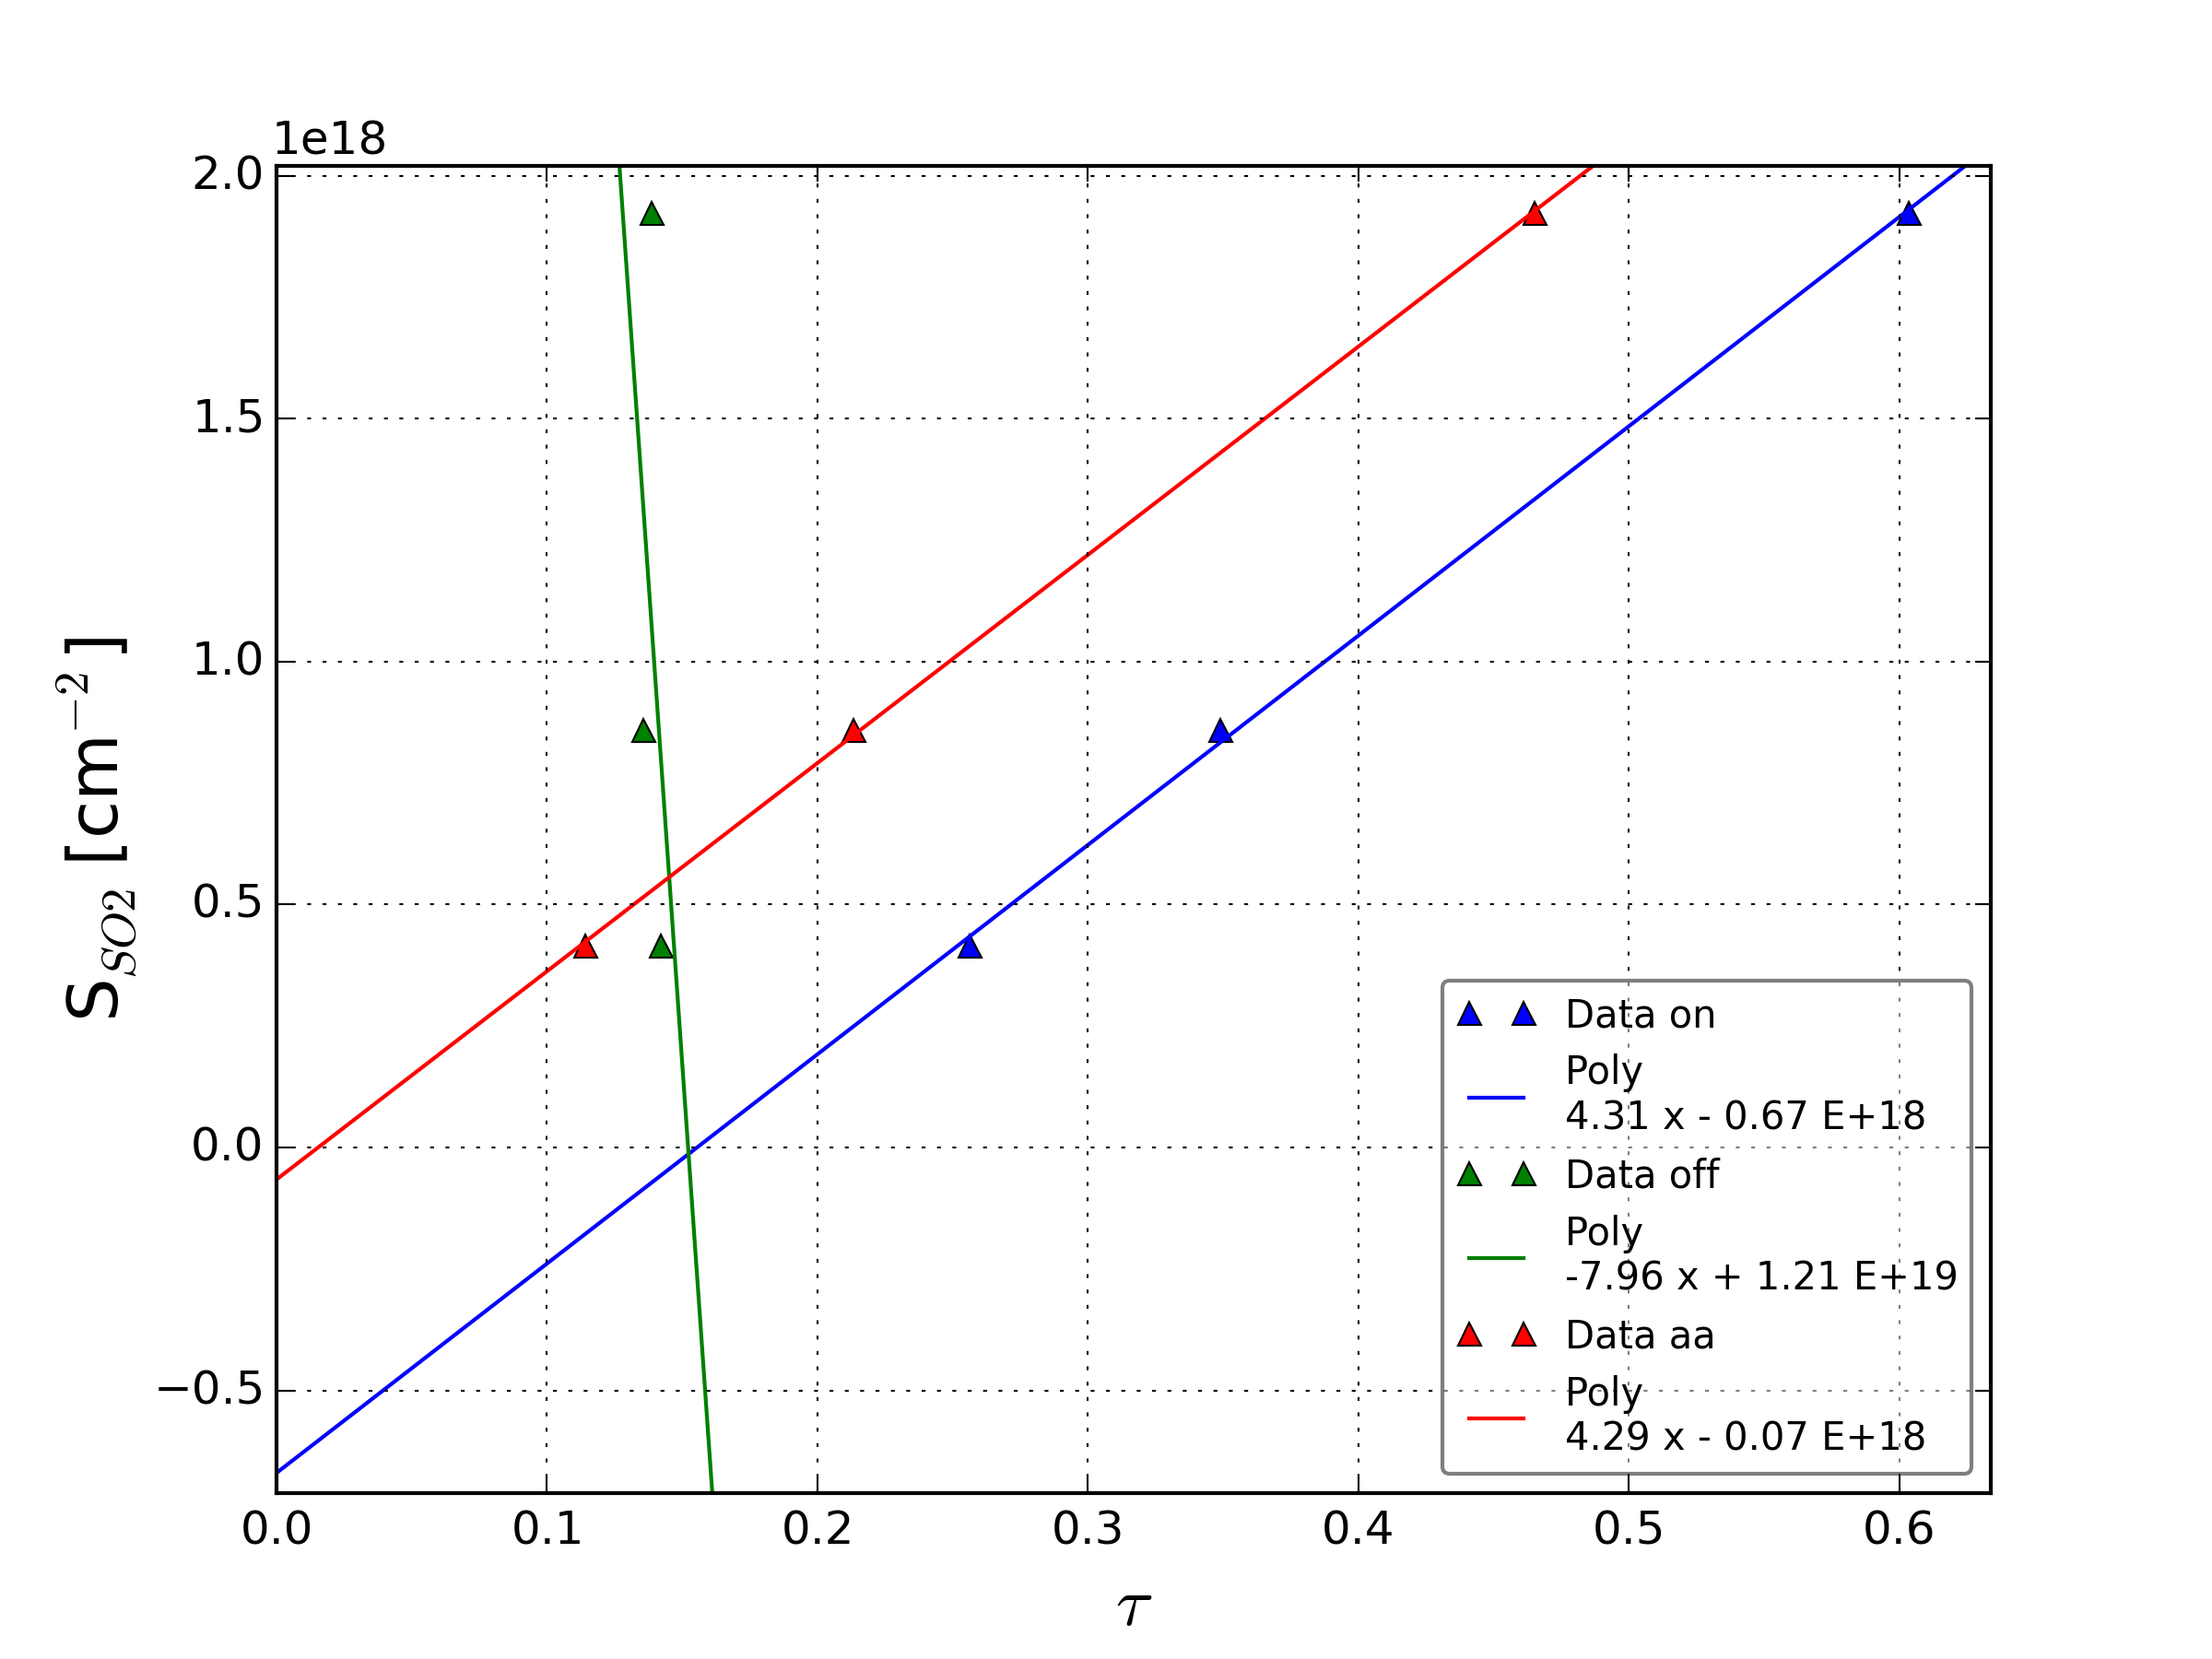 1e18
2.0
1.5
1.0
0.5
0.0
−0.5
S_{SO2} [cm^{−2}]
0.0 0.1 0.2 0.3 0.4 0.5 0.6
τ
Data on
Poly
4.31 x - 0.67 E+18
Data off
Poly
-7.96 x + 1.21 E+19
Data aa
Poly
4.29 x - 0.07 E+18